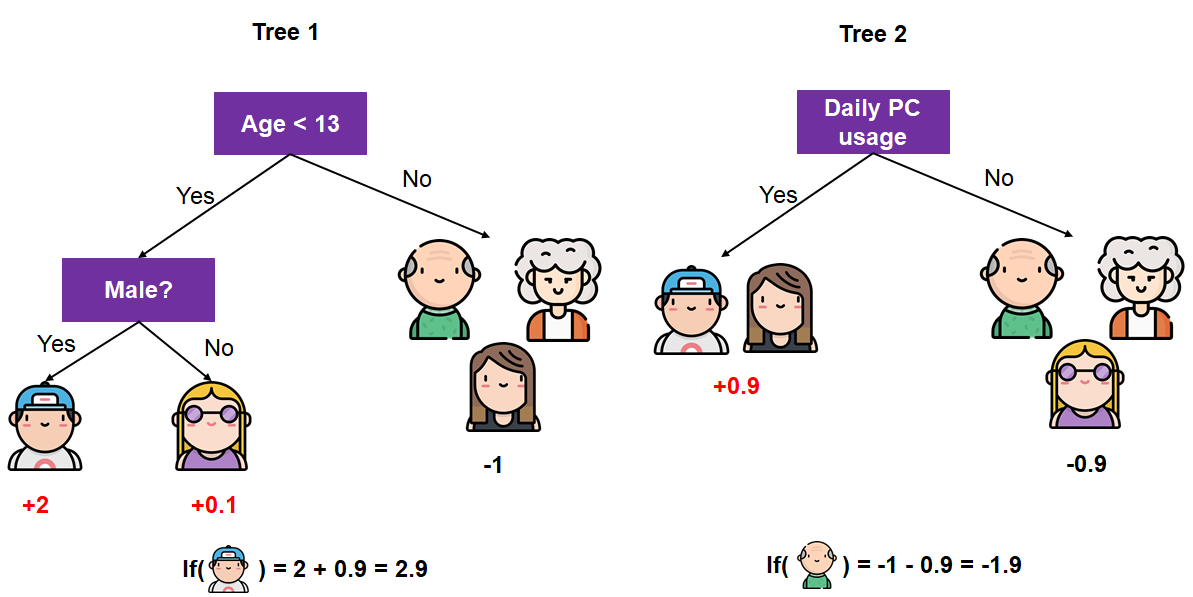 Tree 1
Age < 13
Yes
No
Male?
Yes
No
+2
+0.1
-1
If( ) = 2 + 0.9 = 2.9
Tree 2
Daily PC
usage
Yes
No
+0.9
-0.9
If( ) = -1 - 0.9 = -1.9